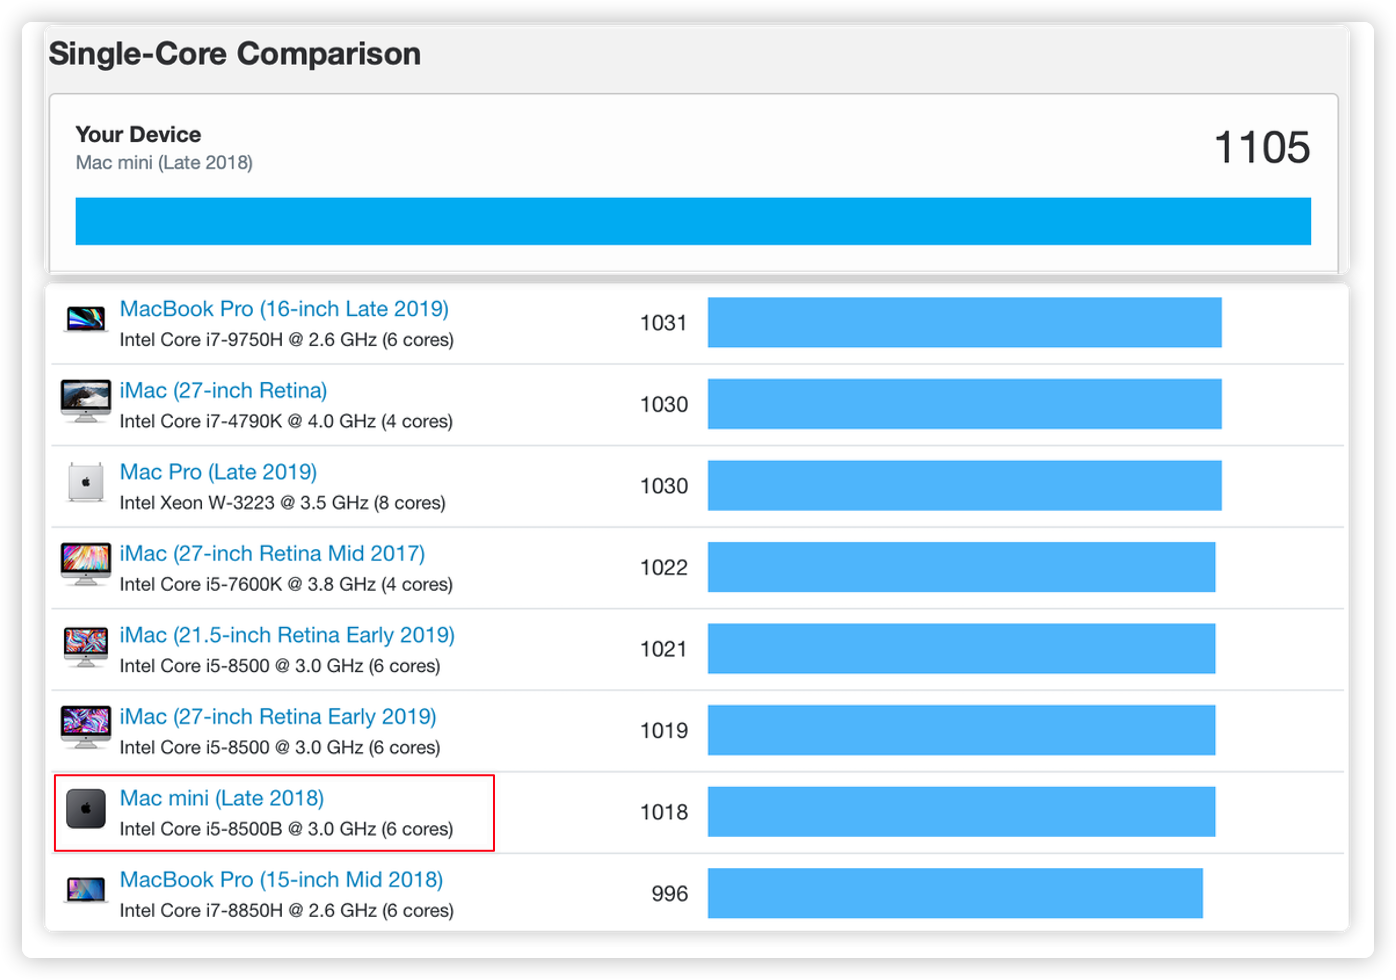 Single-Core Comparison
Your Device
Mac mini (Late 2018)
1105
MacBook Pro (16-inch Late 2019)
Intel Core i7-9750H @ 2.6 GHz (6 cores)
1031
iMac (27-inch Retina)
Intel Core i7-4790K @ 4.0 GHz (4 cores)
1030
Mac Pro (Late 2019)
Intel Xeon W-3223 @ 3.5 GHz (8 cores)
1030
iMac (27-inch Retina Mid 2017)
Intel Core i5-7600K @ 3.8 GHz (4 cores)
1022
iMac (21.5-inch Retina Early 2019)
Intel Core i5-8500 @ 3.0 GHz (6 cores)
1021
iMac (27-inch Retina Early 2019)
Intel Core i5-8500 @ 3.0 GHz (6 cores)
1019
Mac mini (Late 2018)
Intel Core i5-8500B @ 3.0 GHz (6 cores)
1018
MacBook Pro (15-inch Mid 2018)
Intel Core i7-8850H @ 2.6 GHz (6 cores)
996